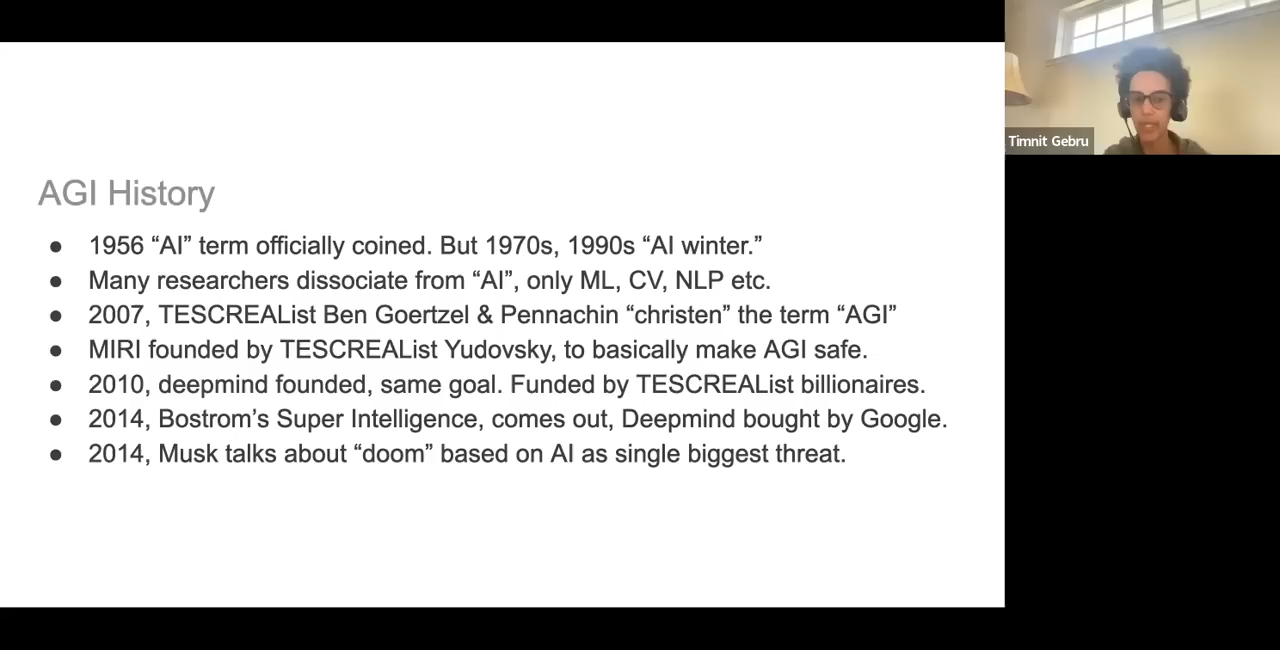 AGI History
● 1956 “AI” term officially coined. But 1970s, 1990s “AI winter.”
● Many researchers dissociate from “AI”, only ML, CV, NLP etc.
● 2007, TESCREAList Ben Goertzel & Pennachin “christen” the term “AGI”
● MIRI founded by TESCREAList Yudovsky, to basically make AGI safe.
● 2010, deepmind founded, same goal. Funded by TESCREAList billionaires.
● 2014, Bostrom’s Super Intelligence, comes out, Deepmind bought by Google.
● 2014, Musk talks about “doom” based on AI as single biggest threat.
Timnit Gebru